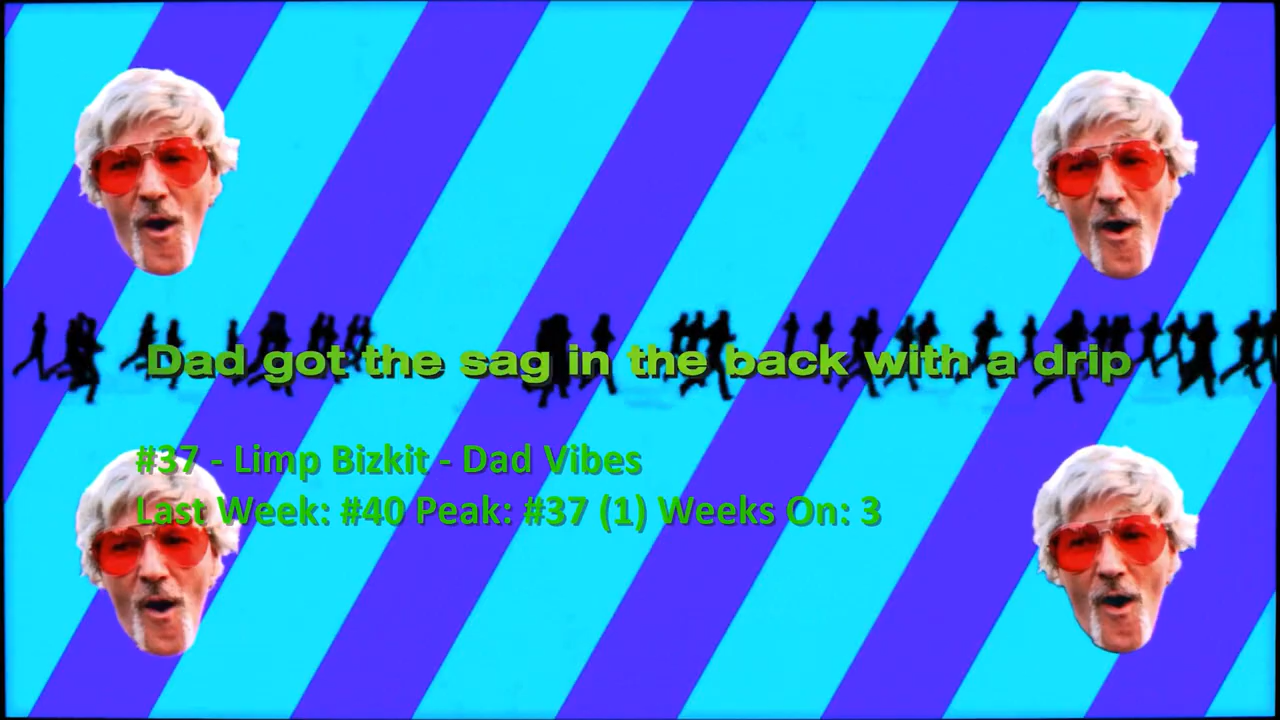 Dad got the sag in the back with a drip
#37 - Limp Bizkit - Dad Vibes
Last Week: #40 Peak: #37 (1) Weeks On: 3